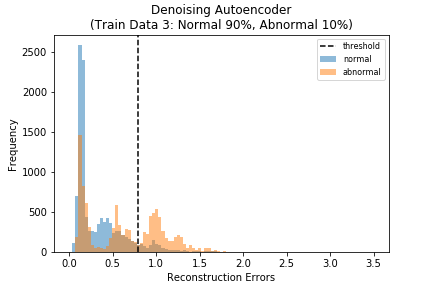 Denoising Autoencoder
(Train Data 3: Normal 90%, Abnormal 10%)
threshold
normal
abnormal
Frequency
2500
2000
1500
1000
500
0
0.0 0.5 1.0 1.5 2.0 2.5 3.0 3.5
Reconstruction Errors